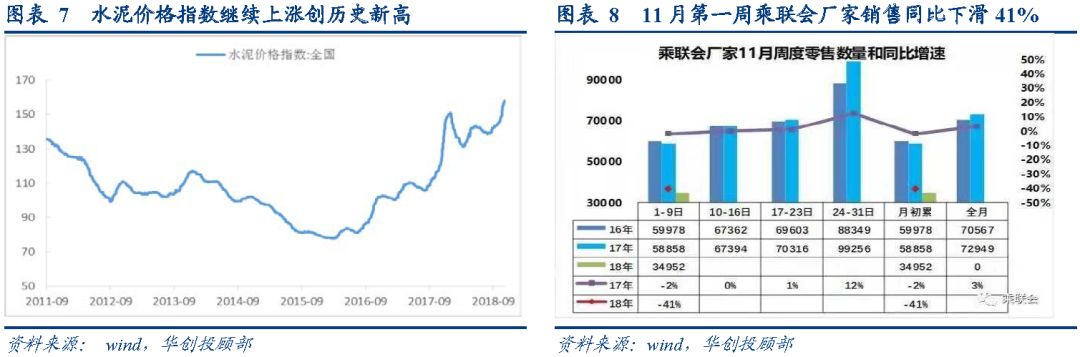 图表 7 水泥价格指数继续上涨创历史新高
水泥价格指数:全国
170
150
130
110
90
70
50
2011-09 2012-09 2013-09 2014-09 2015-09 2016-09 2017-09 2018-09
资料来源: wind，华创投顾部
图表 8 11月第一周乘联会厂家销售同比下滑 41%
乘联会厂家11月周度零售数量和同比增速
90000
70000
50000
30000
50%
40%
30%
20%
10%
0%
-10%
-20%
-30%
-40%
-50%
1-9日 10-16日 17-23日 24-31日 月初累 全月
16年 59978 67362 69603 88349 59978 70567
17年 58858 67394 70316 99256 58858 72949
18年 34952 34952 0
17年 -2% 0% 1% 12% -2% 3%
18年 -41% -41%
乘联会
资料来源: wind，华创投顾部